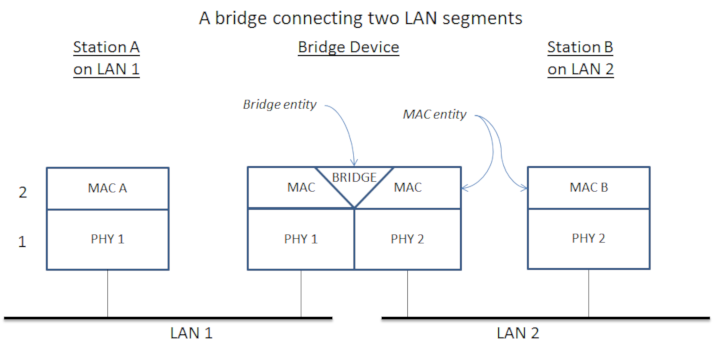 A bridge connecting two LAN segments
Station A
on LAN 1
Bridge Device
Station B
on LAN 2
Bridge entity
MAC entity
2
MAC A
MAC
BRIDGE
MAC
MAC B
1
PHY 1
PHY 1
PHY 2
PHY 2
LAN 1
LAN 2